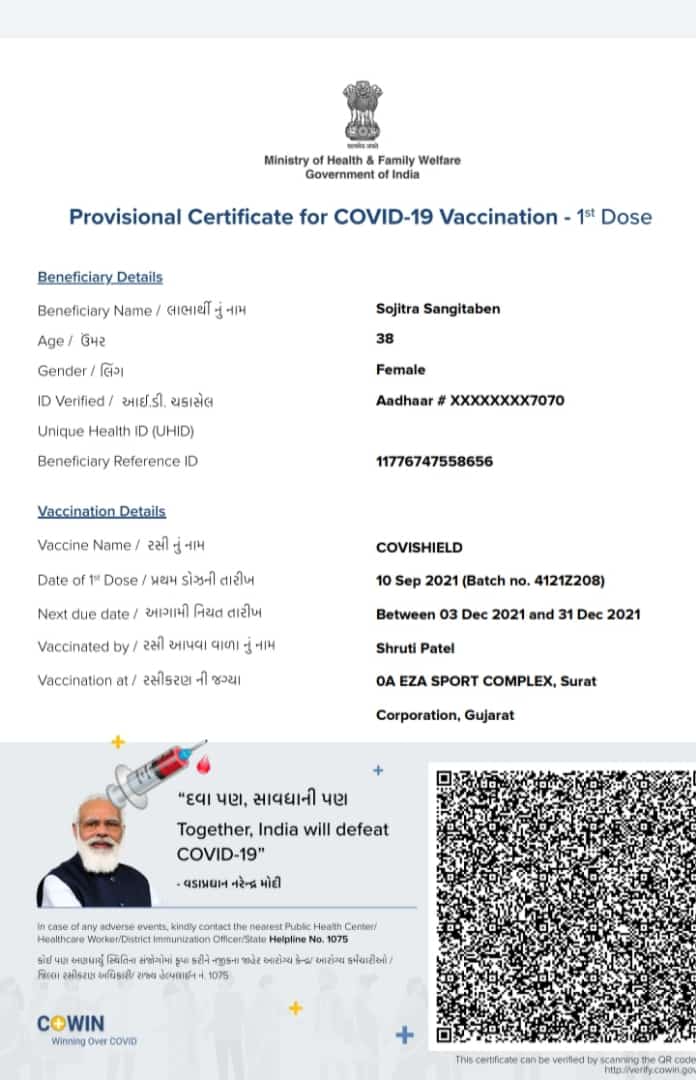 सत्यमेव जयते
Ministry of Health & Family Welfare
Government of India
Provisional Certificate for COVID-19 Vaccination - 1st Dose
Beneficiary Details
Beneficiary Name / લાભાર્થી નું નામ Sojitra Sangitaben
Age / ઉંમર 38
Gender / લિંગ Female
ID Verified / આઈ.ડી. ચકાસેલ Aadhaar # XXXXXXXX7070
Unique Health ID (UHID)
Beneficiary Reference ID 11776747558656
Vaccination Details
Vaccine Name / રસી નું નામ COVISHIELD
Date of 1st Dose / પ્રથમ ડોઝની તારીખ 10 Sep 2021 (Batch no. 4121Z208)
Next due date / આગામી નિયત તારીખ Between 03 Dec 2021 and 31 Dec 2021
Vaccinated by / રસી આપવા વાળા નું નામ Shruti Patel
Vaccination at / રસીકરણ ની જગ્યા 0A EZA SPORT COMPLEX, Surat
Corporation, Gujarat
“દવા પણ, સાવધાની પણ
Together, India will defeat
COVID-19”
- વડાપ્રધાન નરેન્દ્ર મોદી
In case of any adverse events, kindly contact the nearest Public Health Center/
Healthcare Worker/District Immunization Officer/State Helpline No. 1075
કોઈ પણ અણધાર્યુ સ્થિતિના સંજોગોમાં કૃપા કરીને નજીકના જાહેર આરોગ્ય કેન્દ્ર/ આરોગ્ય કર્મચારીઓ /
જિલ્લા રસીકરણ અધિકારી/ રાજ્ય હેલ્પલાઈન નં. 1075
COWIN
Winning Over COVID
This certificate can be verified by scanning the QR code
http://verify.cowin.gov